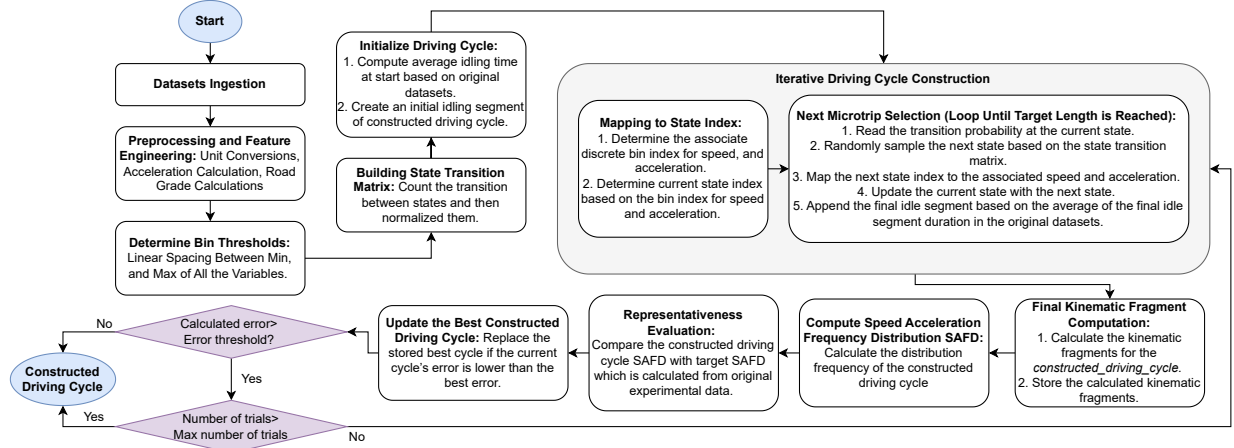 Start
Datasets Ingestion
Preprocessing and Feature
Engineering: Unit Conversions,
Acceleration Calculation, Road
Grade Calculations
Determine Bin Thresholds:
Linear Spacing Between Min,
and Max of All the Variables.
Building State Transition
Matrix: Count the transition
between states and then
normalized them.
Initialize Driving Cycle:
1. Compute average idling time
at start based on original
datasets.
2. Create an initial idling segment
of constructed driving cycle.
Iterative Driving Cycle Construction
Mapping to State Index:
1. Determine the associate
discrete bin index for speed, and
acceleration.
2. Determine current state index
based on the bin index for speed
and acceleration.
Next Microtrip Selection (Loop Until Target Length is Reached):
1. Read the transition probability at the current state.
2. Randomly sample the next state based on the state transition
matrix.
3. Map the next state index to the associated speed and acceleration.
4. Update the current state with the next state.
5. Append the final idle segment based on the average of the final idle
segment duration in the original datasets.
Final Kinematic Fragment
Computation:
1. Calculate the kinematic
fragments for the
constructed_driving_cycle.
2. Store the calculated kinematic
fragments.
Compute Speed Acceleration
Frequency Distribution SAFD:
Calculate the distribution
frequency of the constructed
driving cycle
Representativeness
Evaluation:
Compare the constructed driving
cycle SAFD with target SAFD
which is calculated from original
experimental data.
Update the Best Constructed
Driving Cycle: Replace the
stored best cycle if the current
cycle's error is lower than the
best error.
Calculated error>
Error threshold?
No
Yes
Constructed
Driving Cycle
Number of trials>
Max number of trials
Yes
No